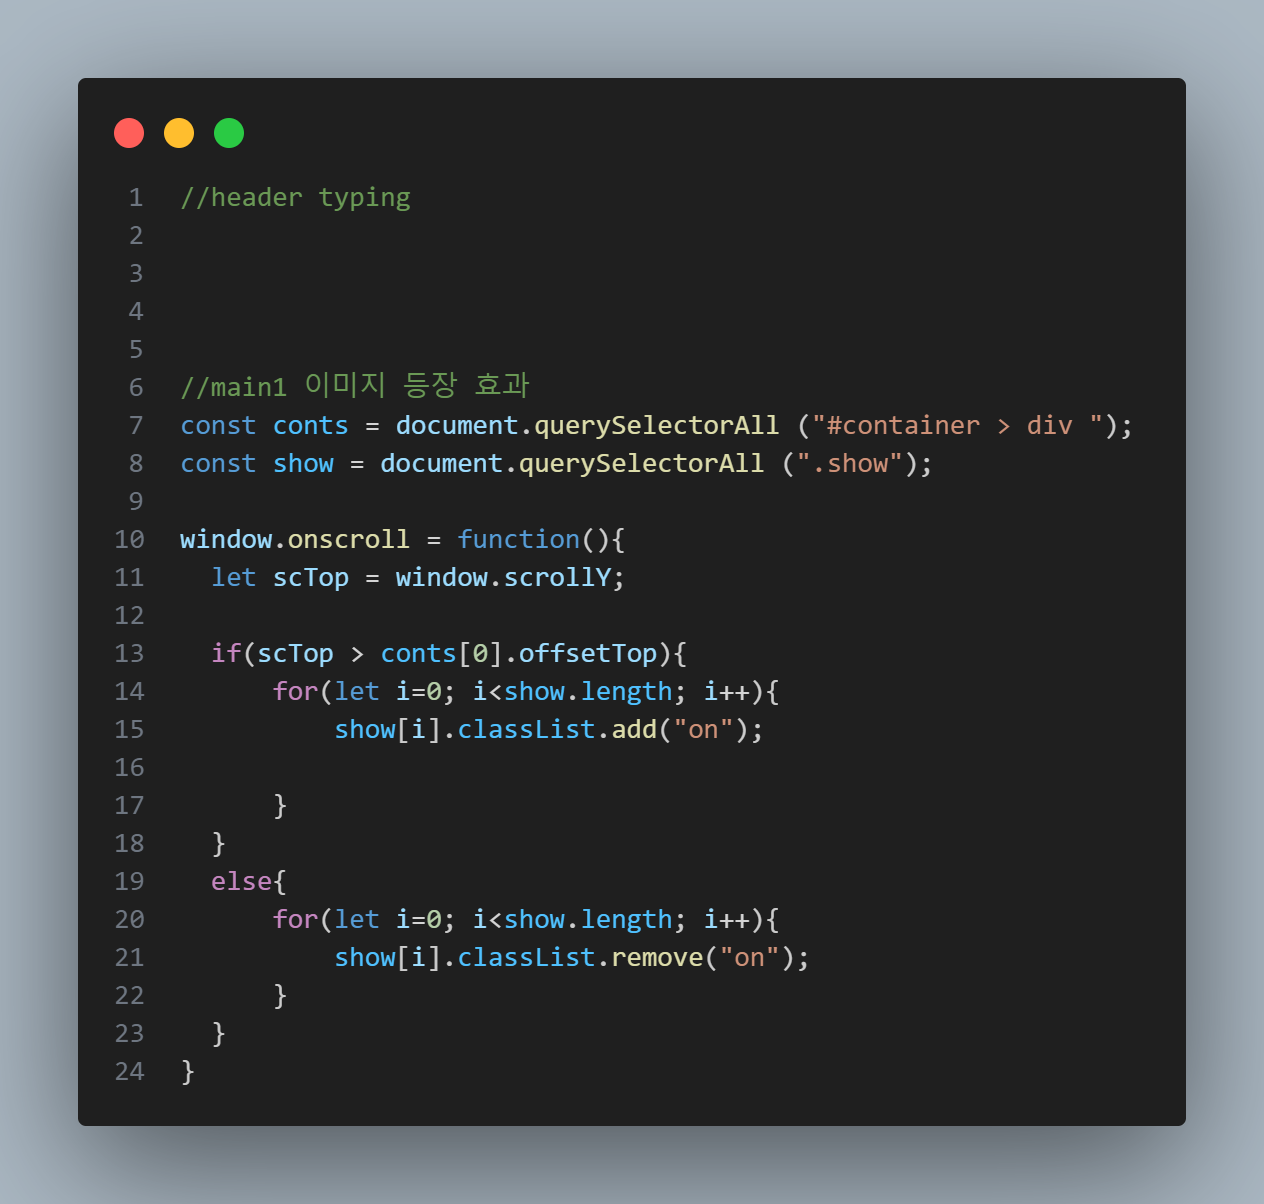 1 //header typing
2
3
4
5
6 //main1 이미지 등장 효과
7 const conts = document.querySelectorAll ("#container > div ");
8 const show = document.querySelectorAll (".show");
9
10 window.onscroll = function(){
11   let scTop = window.scrollY;
12
13   if(scTop > conts[0].offsetTop){
14       for(let i=0; i<show.length; i++){
15           show[i].classList.add("on");
16
17       }
18   }
19   else{
20       for(let i=0; i<show.length; i++){
21           show[i].classList.remove("on");
22       }
23   }
24 }